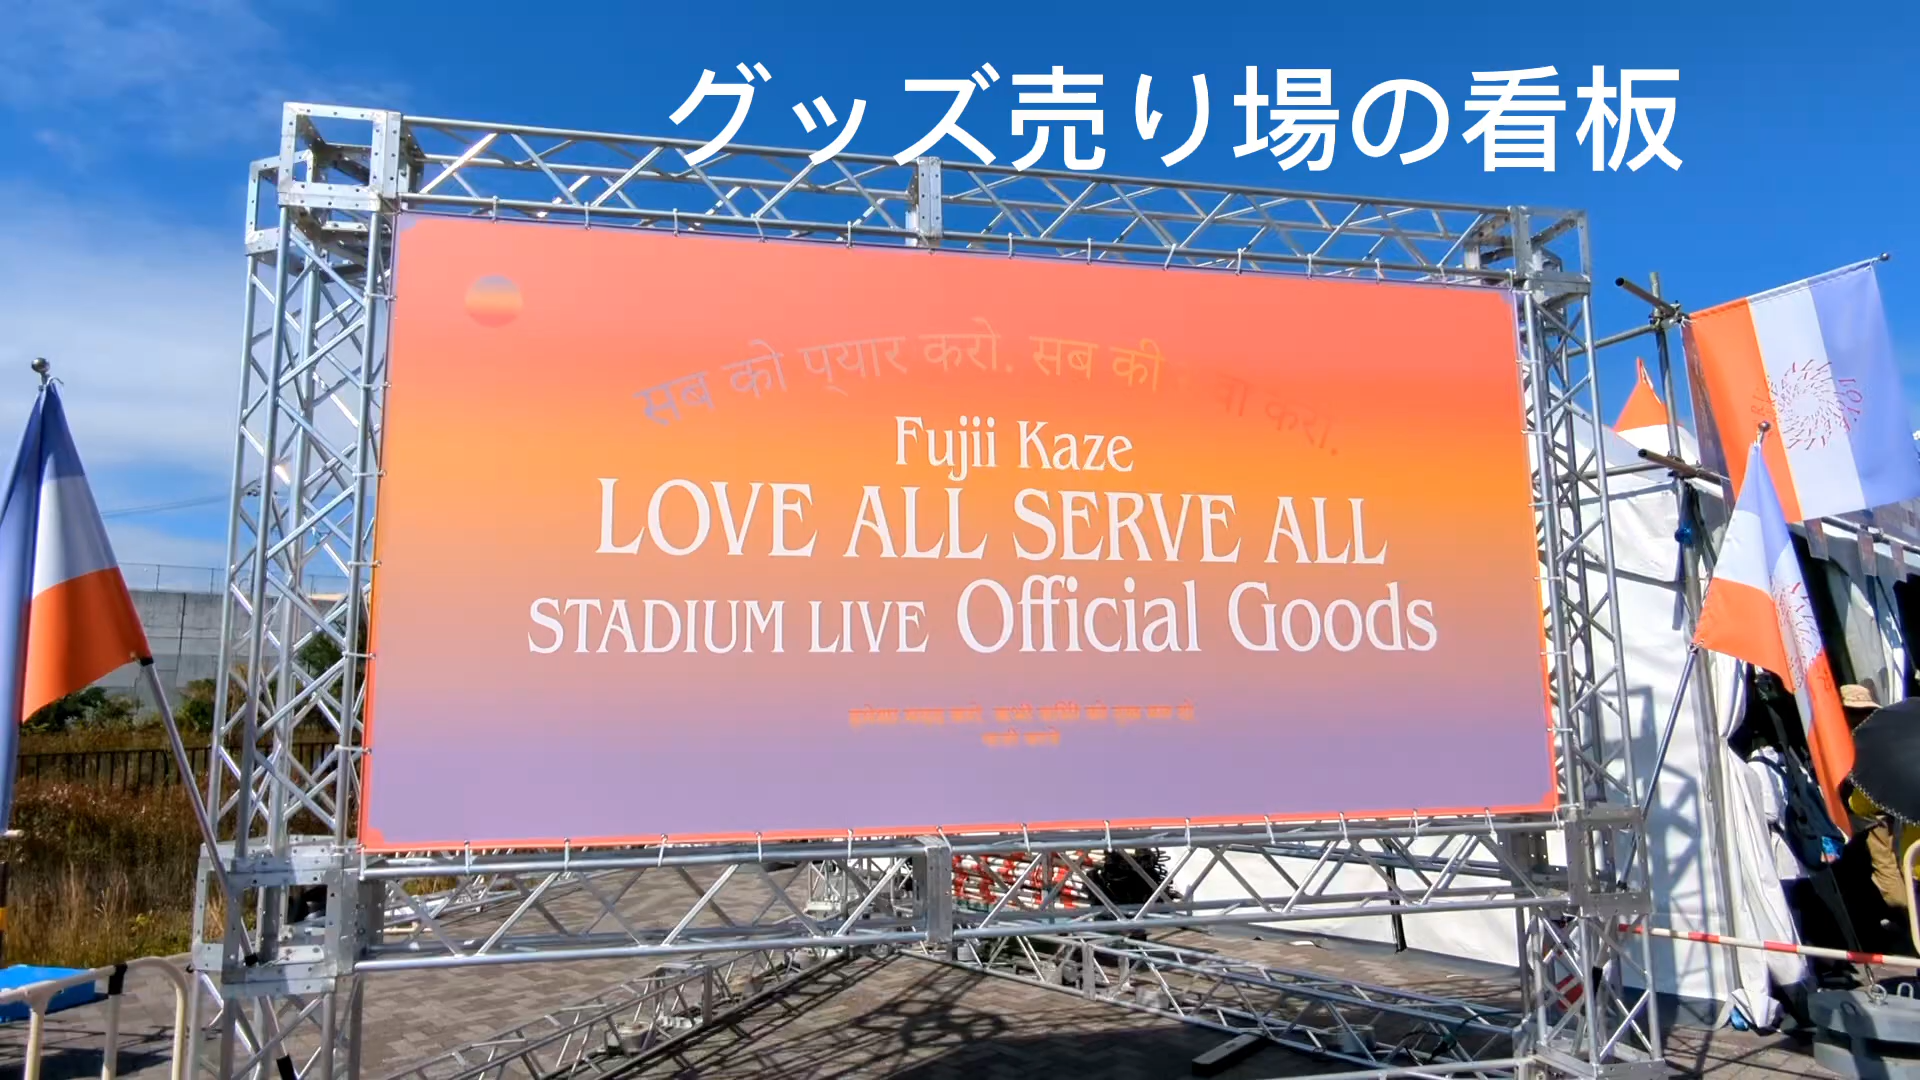 グッズ売り場の看板
सब को प्यार करो. सब की वा करो.
Fujii Kaze
LOVE ALL SERVE ALL
STADIUM LIVE Official Goods